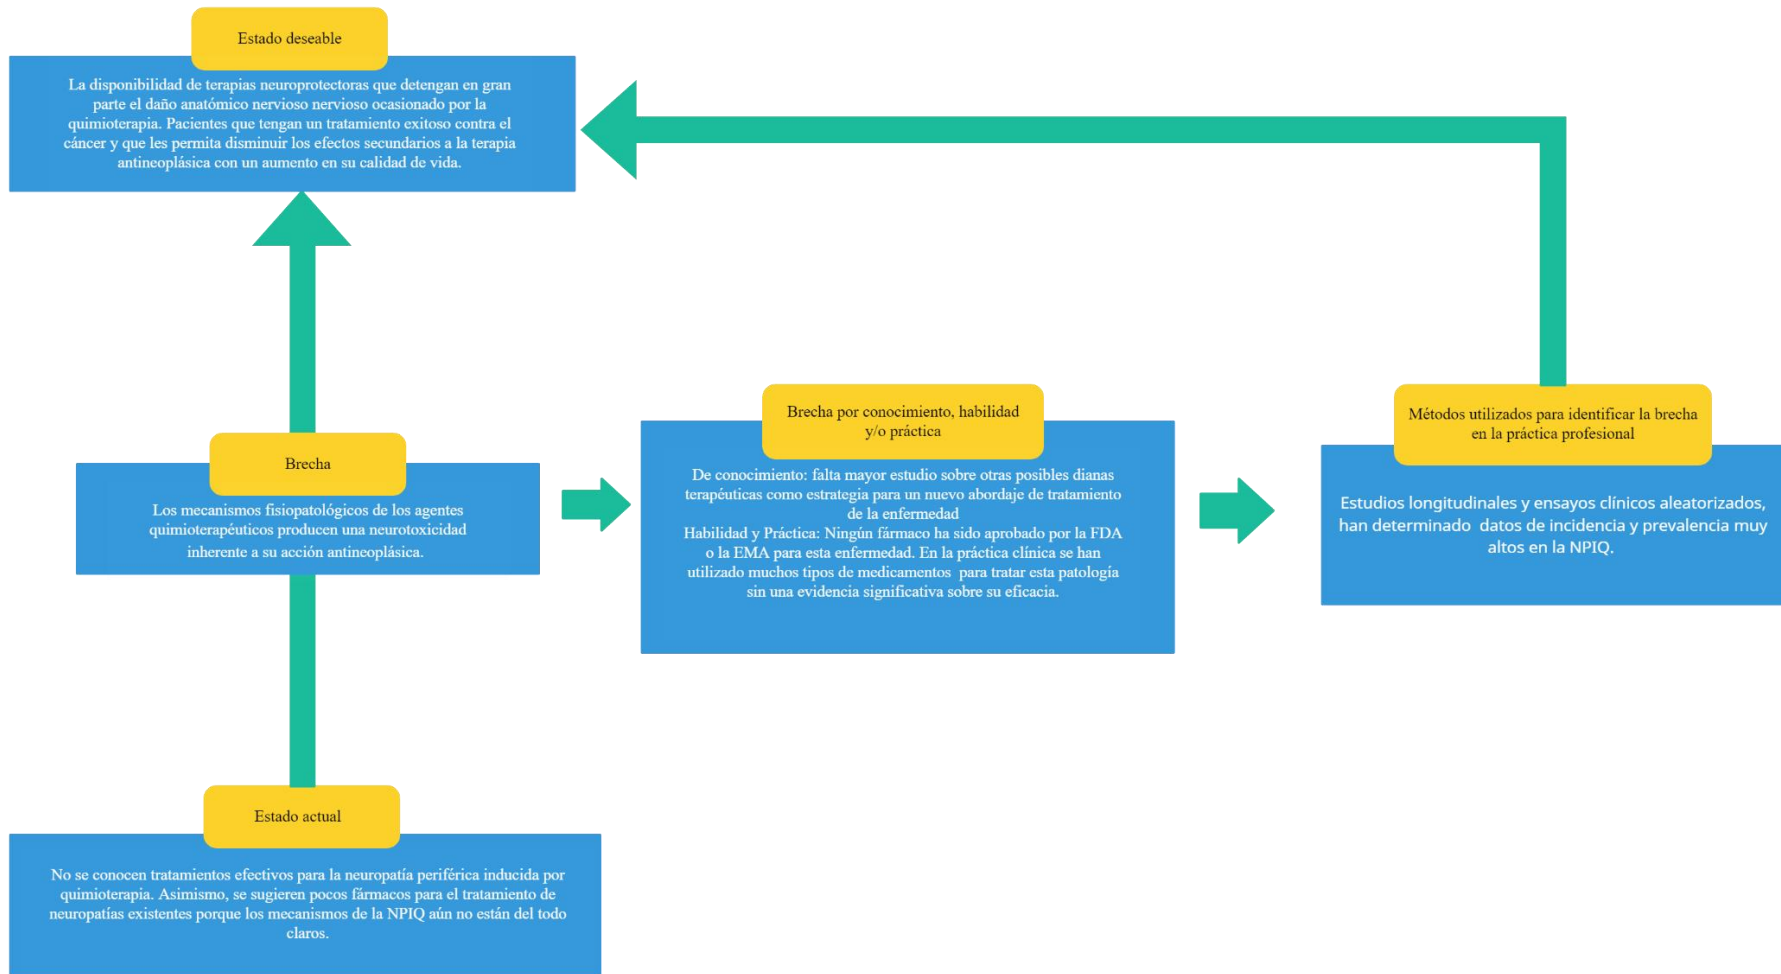 Estado deseable
La disponibilidad de terapias neuroprotectoras que detengan en gran
parte el daño anatómico nervioso nervioso ocasionado por la
quimioterapia. Pacientes que tengan un tratamiento exitoso contra el
cáncer y que les permita disminuir los efectos secundarios a la terapia
antineoplásica con un aumento en su calidad de vida.
Brecha
Los mecanismos fisiopatológicos de los agentes
quimioterapéuticos producen una neurotoxicidad
inherente a su acción antineoplásica.
Brecha por conocimiento, habilidad
y/o práctica
De conocimiento: falta mayor estudio sobre otras posibles dianas
terapéuticas como estrategia para un nuevo abordaje de tratamiento
de la enfermedad
Habilidad y Práctica: Ningún fármaco ha sido aprobado por la FDA
o la EMA para esta enfermedad. En la práctica clínica se han
utilizado muchos tipos de medicamentos para tratar esta patología
sin una evidencia significativa sobre su eficacia.
Métodos utilizados para identificar la brecha
en la práctica profesional
Estudios longitudinales y ensayos clínicos aleatorizados,
han determinado datos de incidencia y prevalencia muy
altos en la NPIQ.
Estado actual
No se conocen tratamientos efectivos para la neuropatía periférica inducida por
quimioterapia. Asimismo, se sugieren pocos fármacos para el tratamiento de
neuropatías existentes porque los mecanismos de la NPIQ aún no están del todo
claros.